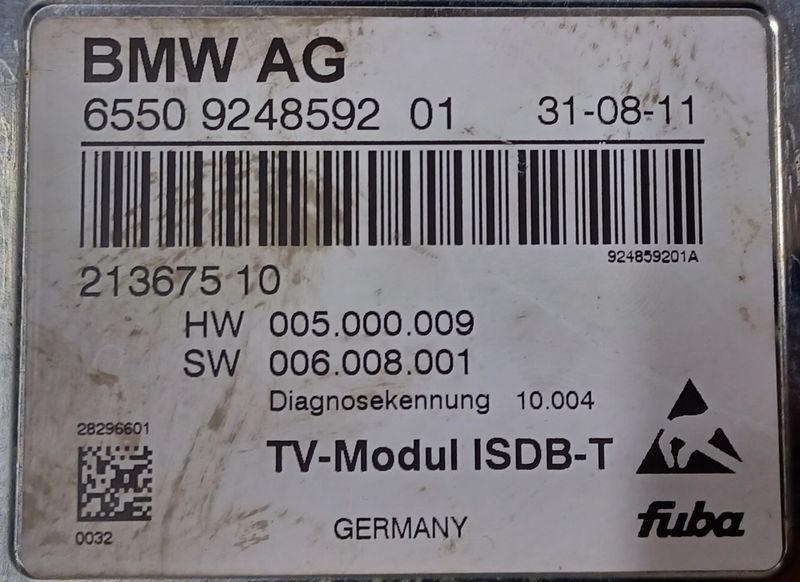 BMW AG
6550 9248592 01 31-08-11
924859201A
213675 10
HW 005.000.009
SW 006.008.001
Diagnosekennung 10.004
28296601
TV-Modul ISDB-T
0032
GERMANY
fuba